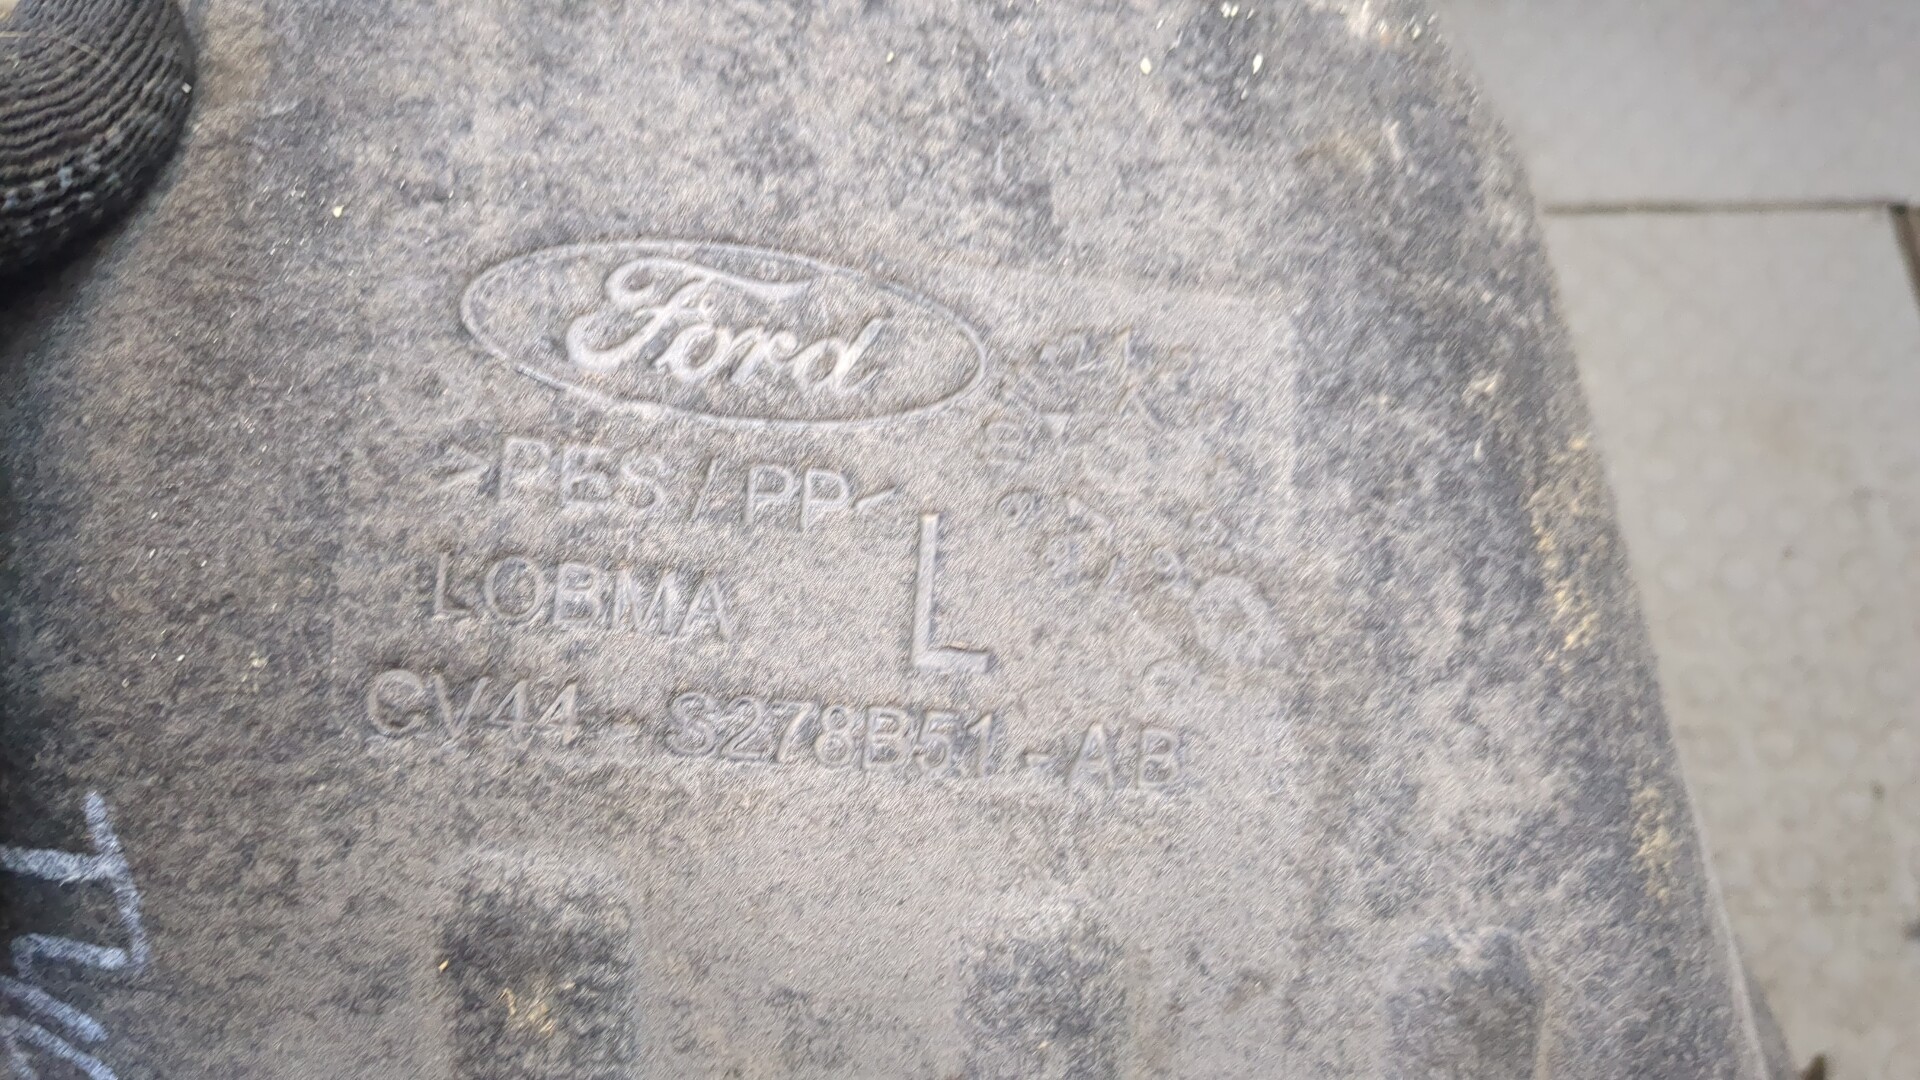 Ford
>PES/PP<
LOBMA
L
CV44-S278B51-AB